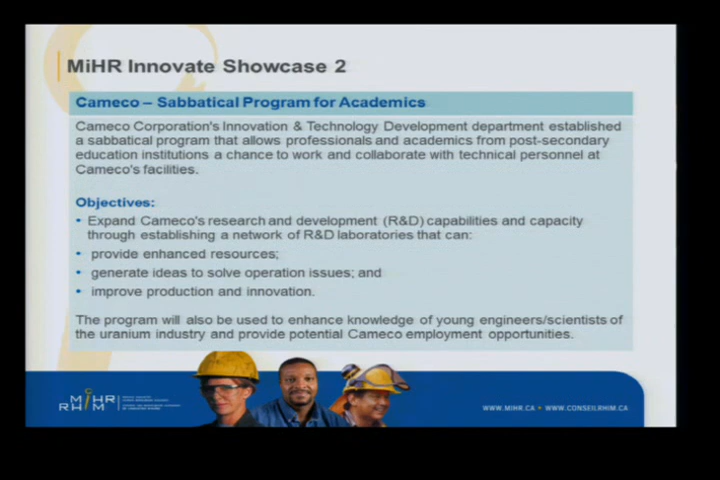 MiHR Innovate Showcase 2
Cameco – Sabbatical Program for Academics
Cameco Corporation's Innovation & Technology Development department established
a sabbatical program that allows professionals and academics from post-secondary
education institutions a chance to work and collaborate with technical personnel at
Cameco's facilities.
Objectives:
• Expand Cameco's research and development (R&D) capabilities and capacity
through establishing a network of R&D laboratories that can:
• provide enhanced resources;
• generate ideas to solve operation issues; and
• improve production and innovation.
The program will also be used to enhance knowledge of young engineers/scientists of
the uranium industry and provide potential Cameco employment opportunities.
MiHR
RHiM
WWW.MIHR.CA • WWW.CONSEILRHIM.CA